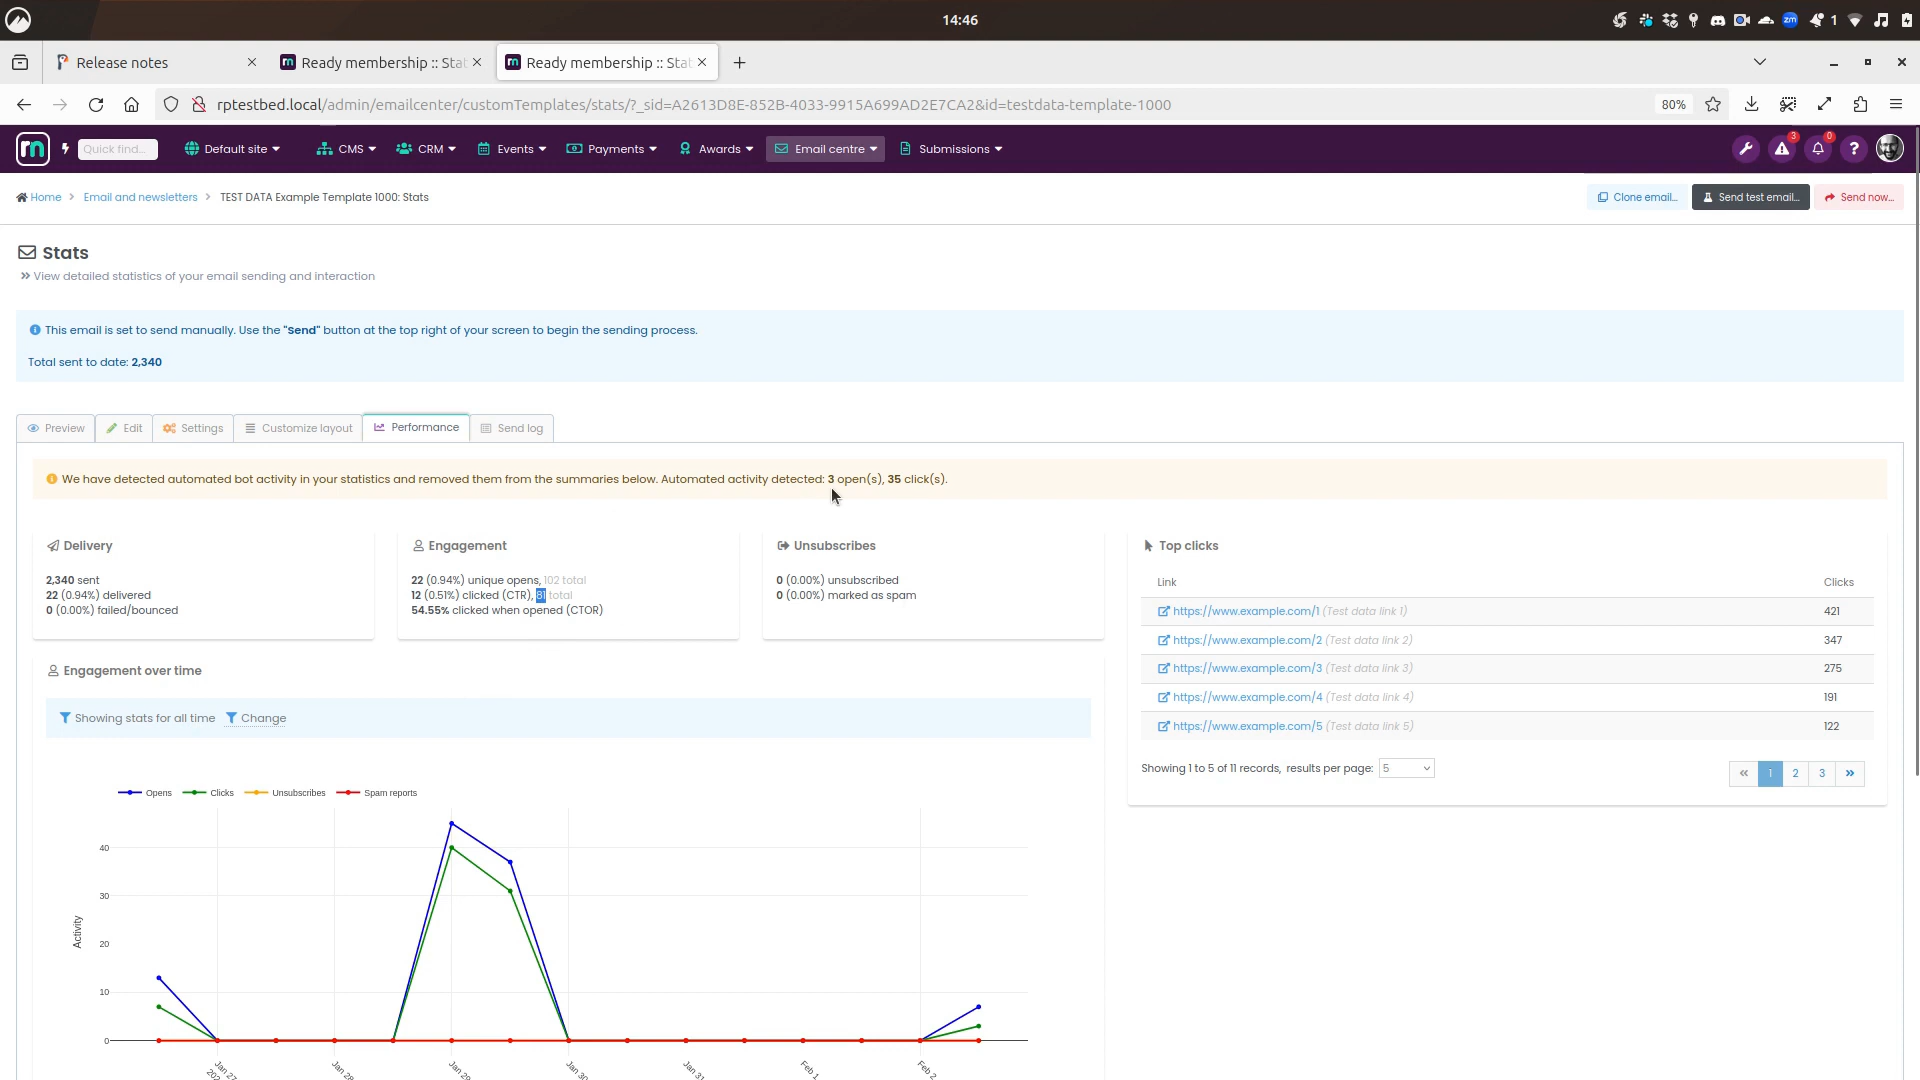 14:46
zm
1
Release notes
Ready membership :: Stat
Ready membership :: Stat
rptestbed.local/admin/emailcenter/customTemplates/stats/?_sid=A2613D8E-852B-4033-9915A699AD2E7CA2&id=testdata-template-1000
80%
m
Quick find...
Default site
CMS
CRM
Events
Payments
Awards
Email centre
Submissions
3
0
?
Home > Email and newsletters > TEST DATA Example Template 1000: Stats
Clone email...
Send test email...
Send now...
Stats
» View detailed statistics of your email sending and interaction
This email is set to send manually. Use the "Send" button at the top right of your screen to begin the sending process.
Total sent to date: 2,340
Preview
Edit
Settings
Customize layout
Performance
Send log
We have detected automated bot activity in your statistics and removed them from the summaries below. Automated activity detected: 3 open(s), 35 click(s).
Delivery
2,340 sent
22 (0.94%) delivered
0 (0.00%) failed/bounced
Engagement
22 (0.94%) unique opens, 102 total
12 (0.51%) clicked (CTR), 81 total
54.55% clicked when opened (CTOR)
Unsubscribes
0 (0.00%) unsubscribed
0 (0.00%) marked as spam
Top clicks
Link Clicks
https://www.example.com/1 (Test data link 1) 421
https://www.example.com/2 (Test data link 2) 347
https://www.example.com/3 (Test data link 3) 275
https://www.example.com/4 (Test data link 4) 191
https://www.example.com/5 (Test data link 5) 122
Showing 1 to 5 of 11 records, results per page: 5
« 1 2 3 »
Engagement over time
Showing stats for all time Change
Opens Clicks Unsubscribes Spam reports
Activity
40
30
20
10
0
Jan 27
Jan 28
Jan 29
Jan 30
Jan 31
Feb 1
Feb 2